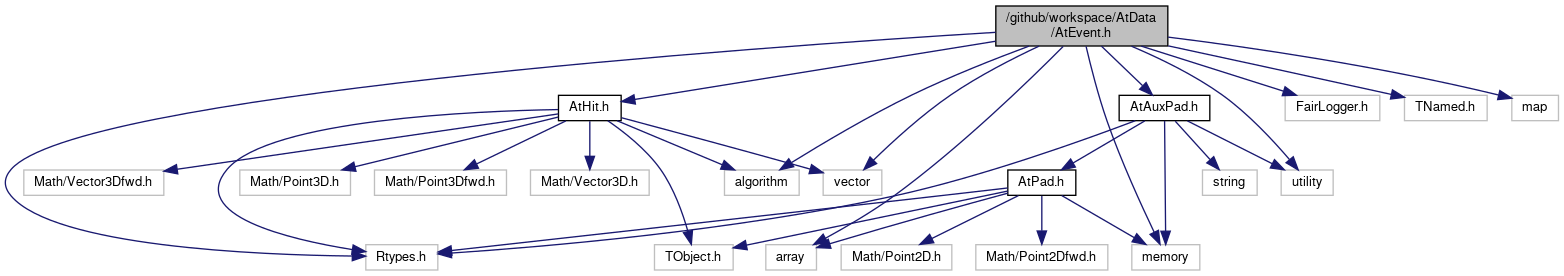 /github/workspace/AtData
/AtEvent.h
AtHit.h
AtAuxPad.h
FairLogger.h
TNamed.h
map
Math/Vector3Dfwd.h
Math/Point3D.h
Math/Point3Dfwd.h
Math/Vector3D.h
algorithm
vector
AtPad.h
string
utility
Rtypes.h
TObject.h
array
Math/Point2D.h
Math/Point2Dfwd.h
memory